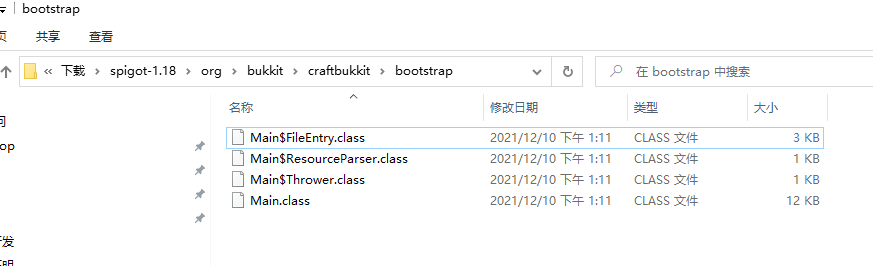 bootstrap
共享 查看
« 下载 › spigot-1.18 › org › bukkit › craftbukkit › bootstrap
在 bootstrap 中搜索
名称 修改日期 类型 大小
Main$FileEntry.class 2021/12/10 下午 1:11 CLASS 文件 3 KB
Main$ResourceParser.class 2021/12/10 下午 1:11 CLASS 文件 1 KB
Main$Thrower.class 2021/12/10 下午 1:11 CLASS 文件 1 KB
Main.class 2021/12/10 下午 1:11 CLASS 文件 12 KB